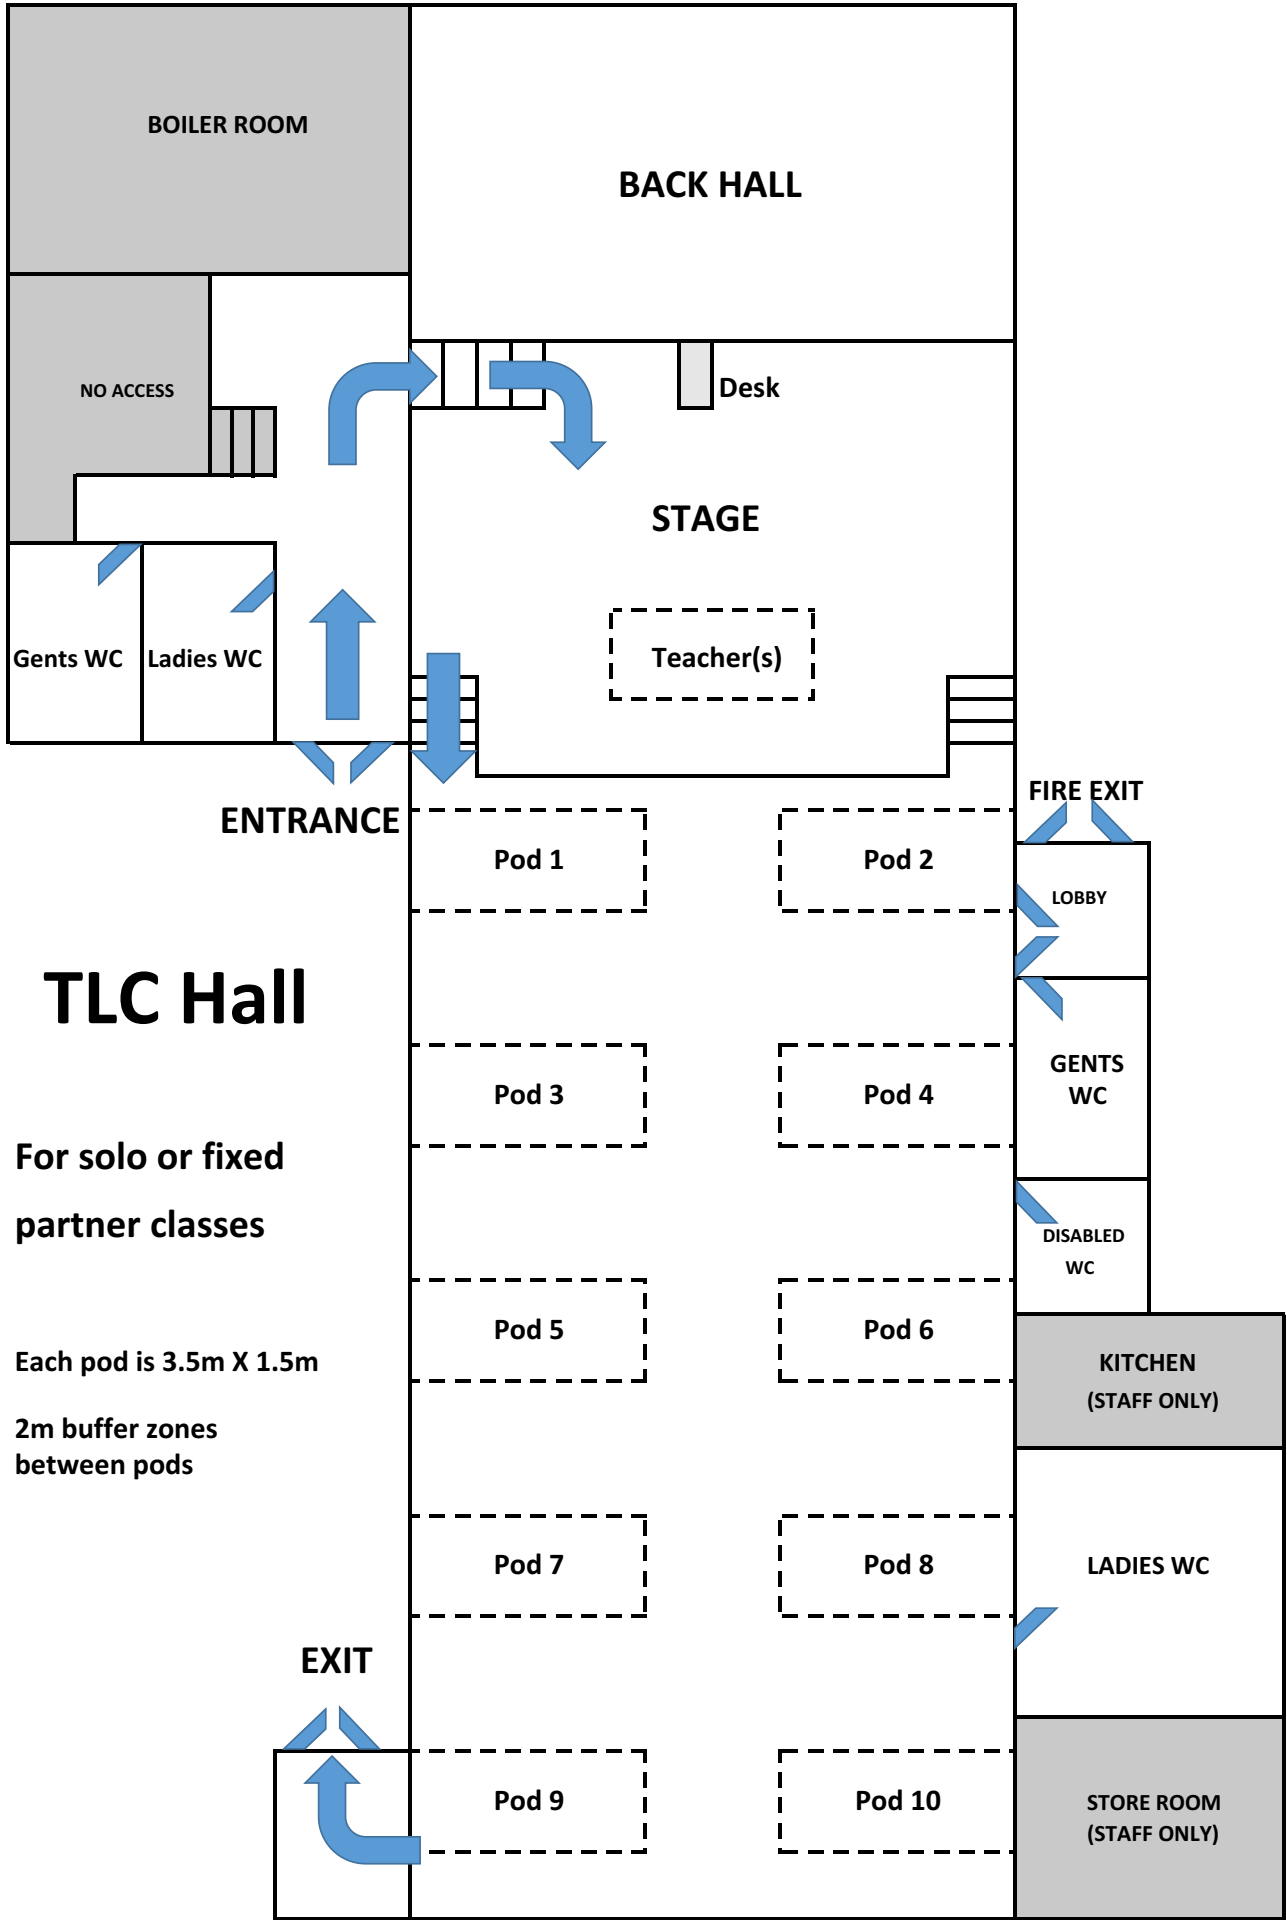 BOILER ROOM
BACK HALL
NO ACCESS
Desk
STAGE
Gents WC
Ladies WC
Teacher(s)
ENTRANCE
FIRE EXIT
Pod 1
Pod 2
LOBBY
TLC Hall
Pod 3
Pod 4
GENTS
WC
For solo or fixed
partner classes
DISABLED
WC
Pod 5
Pod 6
Each pod is 3.5m X 1.5m
KITCHEN
(STAFF ONLY)
2m buffer zones
between pods
Pod 7
Pod 8
LADIES WC
EXIT
Pod 9
Pod 10
STORE ROOM
(STAFF ONLY)